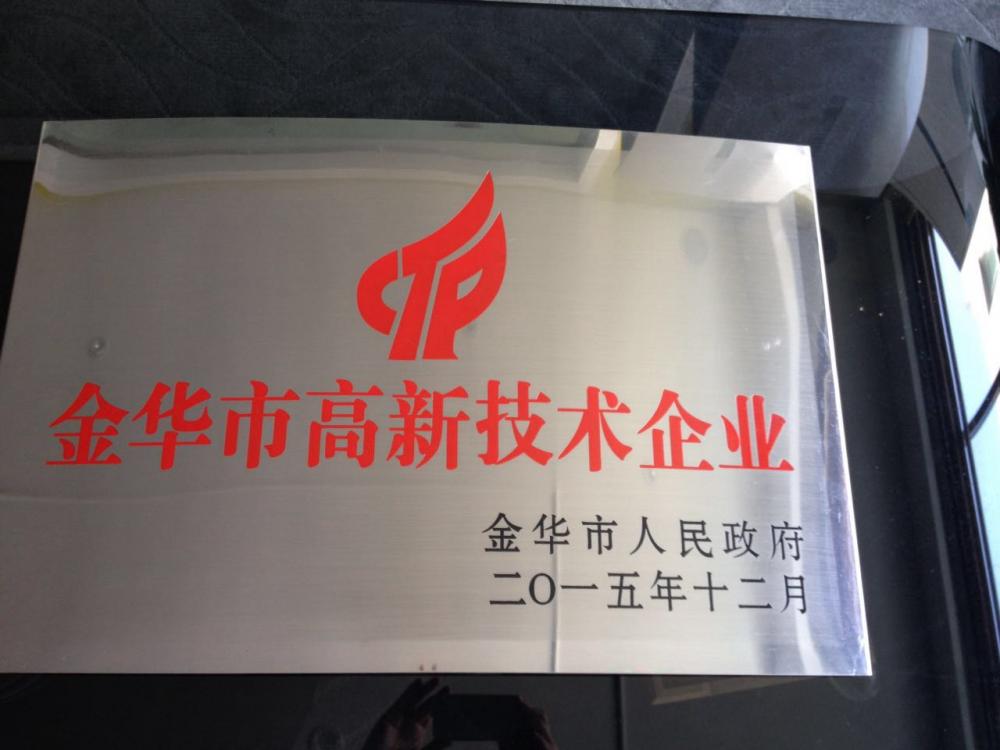 CTP
金华市高新技术企业
金华市人民政府
二〇一五年十二月